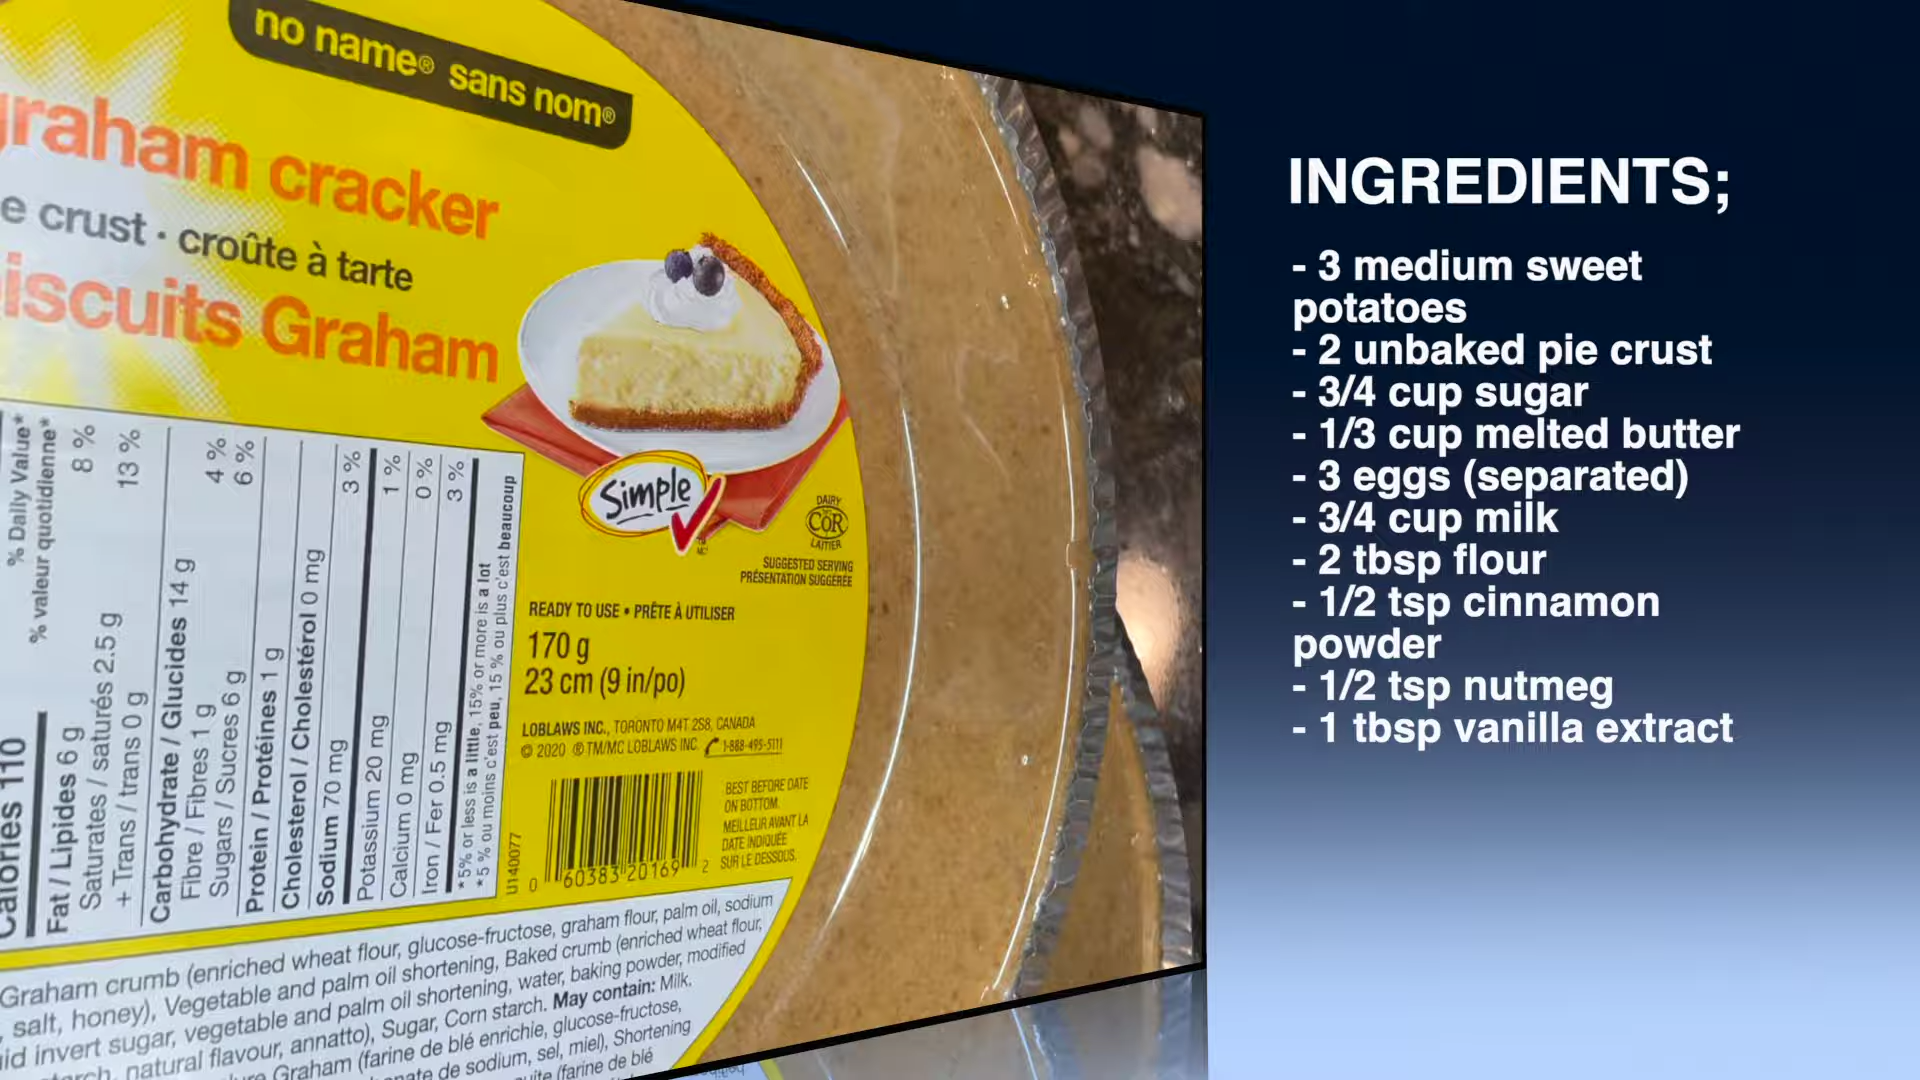 no name® sans nom®
graham cracker
e crust · croûte à tarte
iscuits Graham
Simple
DAIRY
COR
LAITIER
SUGGESTED SERVING
PRÉSENTATION SUGGÉRÉE
% Daily Value*
% valeur quotidienne*
Calories 110
Fat / Lipides 6 g 8 %
Saturates / saturés 2.5 g
+ Trans / trans 0 g 13 %
Carbohydrate / Glucides 14 g
Fibre / Fibres 1 g 4 %
Sugars / Sucres 6 g 6 %
Protein / Protéines 1 g
Cholesterol / Cholestérol 0 mg
Sodium 70 mg 3 %
Potassium 20 mg 1 %
Calcium 0 mg 0 %
Iron / Fer 0.5 mg 3 %
*5% or less is a little, 15% or more is a lot
*5 % ou moins c'est peu, 15 % ou plus c'est beaucoup
READY TO USE • PRÊTE À UTILISER
170 g
23 cm (9 in/po)
LOBLAWS INC., TORONTO M4T 2S8, CANADA
© 2020 ®TM/MC LOBLAWS INC. 1-888-495-5111
U140077
0 60383 20169 2
BEST BEFORE DATE
ON BOTTOM.
MEILLEUR AVANT LA
DATE INDIQUÉE
SUR LE DESSOUS.
Graham crumb (enriched wheat flour, glucose-fructose, graham flour, palm oil, sodium
, salt, honey), Vegetable and palm oil shortening, Baked crumb (enriched wheat flour,
id invert sugar, vegetable and palm oil shortening, water, baking powder, modified
natural flavour, annatto), Sugar, Corn starch. May contain: Milk.
Graham (farine de blé enrichie, glucose-fructose,
de sodium, sel, miel), Shortening
(farine de blé
INGREDIENTS;
- 3 medium sweet
potatoes
- 2 unbaked pie crust
- 3/4 cup sugar
- 1/3 cup melted butter
- 3 eggs (separated)
- 3/4 cup milk
- 2 tbsp flour
- 1/2 tsp cinnamon
powder
- 1/2 tsp nutmeg
- 1 tbsp vanilla extract